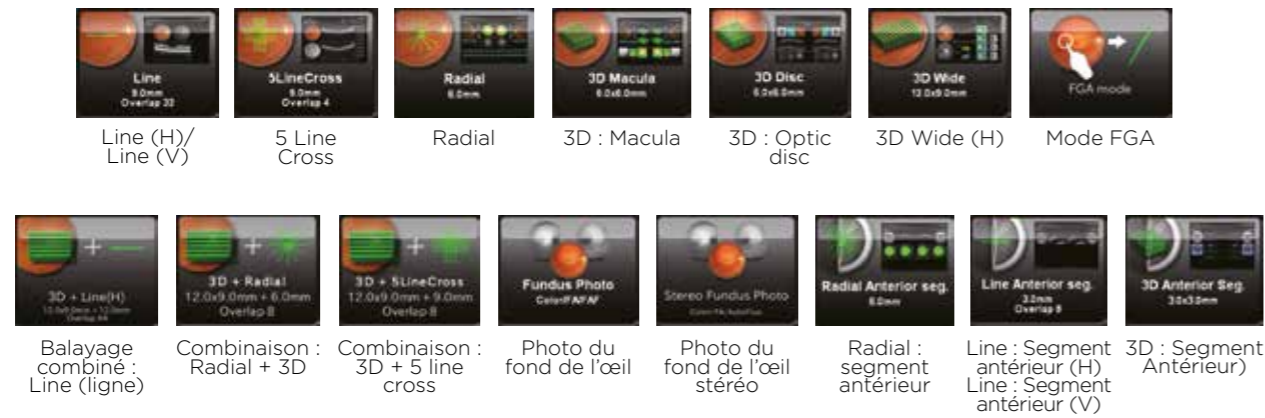 Line
9.0mm
Overlap 32
5LineCross
9.0mm
Overlap 4
Radial
6.0mm
3D Macula
6.0x6.0mm
3D Disc
6.0x6.0mm
3D Wide
12.0x9.0mm
FGA mode
Line (H)/
Line (V)
5 Line
Cross
Radial
3D : Macula
3D : Optic
disc
3D Wide (H)
Mode FGA
3D + Line(H)
3D + Radial
12.0x9.0mm + 6.0mm
Overlap 8
3D + 5LineCross
12.0x9.0mm + 9.0mm
Overlap 8
Fundus Photo
Color/FA/FAF
Stereo Fundus Photo
Radial Anterior seg.
6.0mm
Line Anterior seg.
3.0mm
Overlap 8
3D Anterior Seg.
3.0x3.0mm
Balayage
combiné :
Line (ligne)
Combinaison :
Radial + 3D
Combinaison :
3D + 5 line
cross
Photo du
fond de l’œil
Photo du
fond de l’œil
stéréo
Radial :
segment
antérieur
Line : Segment
antérieur (H)
Line : Segment
antérieur (V)
3D : Segment
Antérieur)